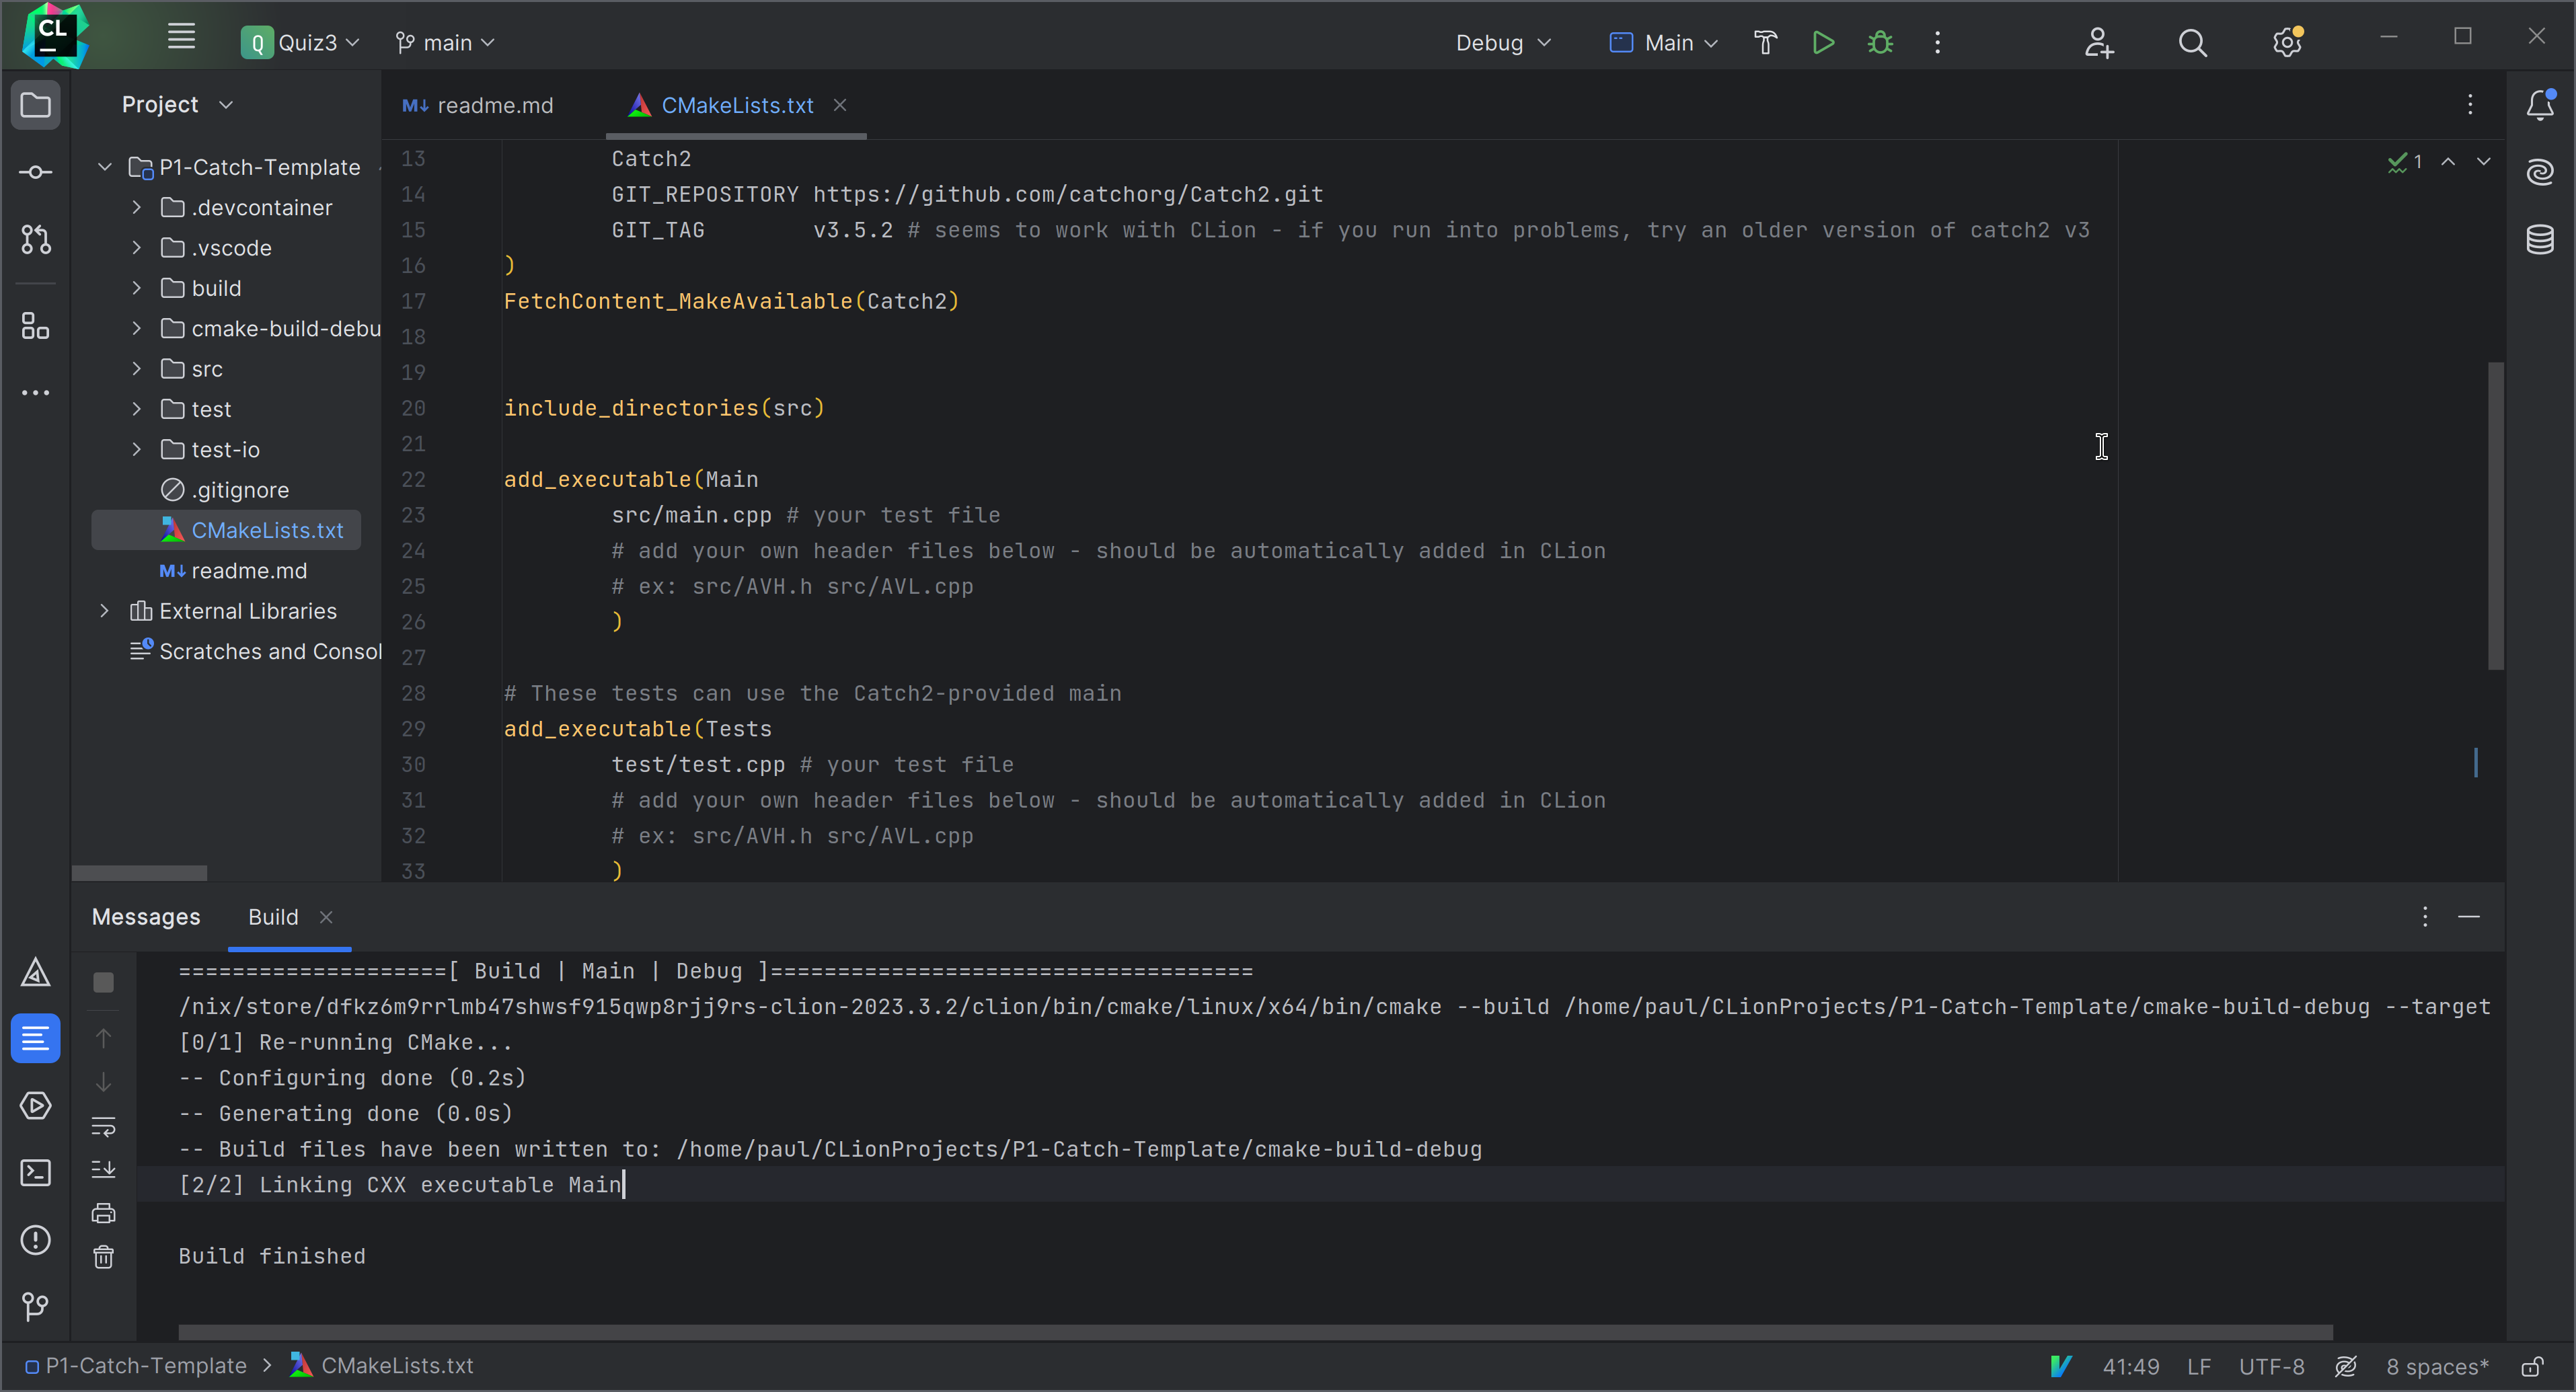 CL
Q Quiz3
main
Debug
Main
Project
readme.md
CMakeLists.txt
P1-Catch-Template
.devcontainer
.vscode
build
cmake-build-debu
src
test
test-io
.gitignore
CMakeLists.txt
readme.md
External Libraries
Scratches and Consol
1
13 Catch2
14 GIT_REPOSITORY https://github.com/catchorg/Catch2.git
15 GIT_TAG v3.5.2 # seems to work with CLion - if you run into problems, try an older version of catch2 v3
16 )
17 FetchContent_MakeAvailable(Catch2)
18
19
20 include_directories(src)
21
22 add_executable(Main
23 src/main.cpp # your test file
24 # add your own header files below - should be automatically added in CLion
25 # ex: src/AVH.h src/AVL.cpp
26 )
27
28 # These tests can use the Catch2-provided main
29 add_executable(Tests
30 test/test.cpp # your test file
31 # add your own header files below - should be automatically added in CLion
32 # ex: src/AVH.h src/AVL.cpp
33 )
Messages Build
====================[ Build | Main | Debug ]====================================
/nix/store/dfkz6m9rrlmb47shwsf915qwp8rjj9rs-clion-2023.3.2/clion/bin/cmake/linux/x64/bin/cmake --build /home/paul/CLionProjects/P1-Catch-Template/cmake-build-debug --target
[0/1] Re-running CMake...
-- Configuring done (0.2s)
-- Generating done (0.0s)
-- Build files have been written to: /home/paul/CLionProjects/P1-Catch-Template/cmake-build-debug
[2/2] Linking CXX executable Main
Build finished
P1-Catch-Template > CMakeLists.txt
41:49 LF UTF-8 8 spaces*